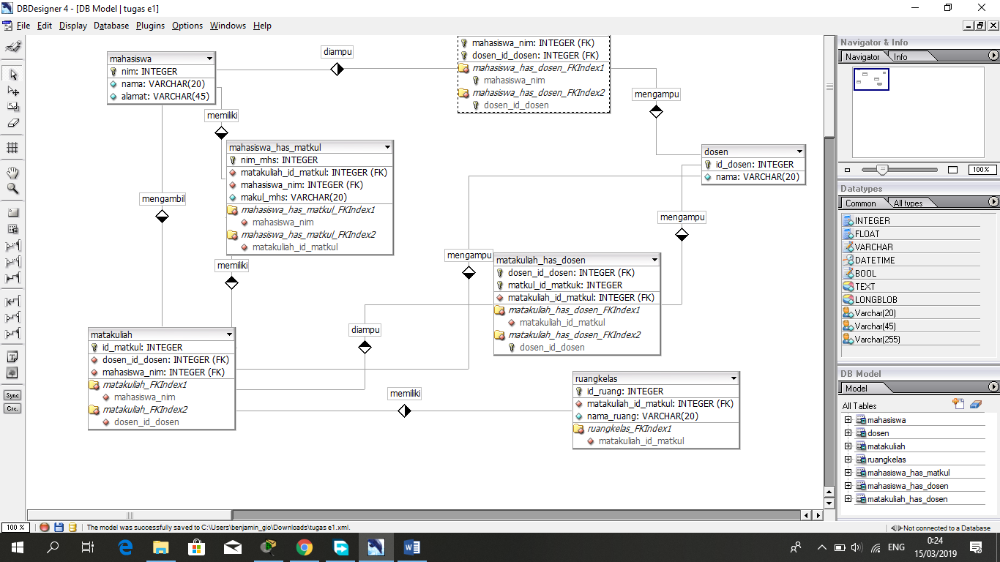 DBDesigner 4 - [DB Model | tugas e1]
File Edit Display Database Plugins Options Windows Help
mahasiswa
nim: INTEGER
nama: VARCHAR(20)
alamat: VARCHAR(45)
diampu
mahasiswa_nim: INTEGER (FK)
dosen_id_dosen: INTEGER (FK)
mahasiswa_has_dosen_FKIndex1
mahasiswa_nim
mahasiswa_has_dosen_FKIndex2
dosen_id_dosen
mengampu
memiliki
mahasiswa_has_matkul
nim_mhs: INTEGER
matakuliah_id_matkul: INTEGER (FK)
mahasiswa_nim: INTEGER (FK)
makul_mhs: VARCHAR(20)
mahasiswa_has_matkul_FKIndex1
mahasiswa_nim
mahasiswa_has_matkul_FKIndex2
matakuliah_id_matkul
dosen
id_dosen: INTEGER
nama: VARCHAR(20)
mengambil
mengampu
memiliki
mengampu
matakuliah_has_dosen
dosen_id_dosen: INTEGER (FK)
matkul_id_matkuk: INTEGER
matakuliah_id_matkul: INTEGER (FK)
matakuliah_has_dosen_FKIndex1
matakuliah_id_matkul
matakuliah_has_dosen_FKIndex2
dosen_id_dosen
diampu
matakuliah
id_matkul: INTEGER
dosen_id_dosen: INTEGER (FK)
mahasiswa_nim: INTEGER (FK)
matakuliah_FKIndex1
mahasiswa_nim
matakuliah_FKIndex2
dosen_id_dosen
memiliki
ruangkelas
id_ruang: INTEGER
matakuliah_id_matkul: INTEGER (FK)
nama_ruang: VARCHAR(20)
ruangkelas_FKIndex1
matakuliah_id_matkul
Sync
Cre.
Navigator & Info
Navigator Info
100%
Datatypes
Common All types
INTEGER
FLOAT
VARCHAR
DATETIME
BOOL
TEXT
LONGBLOB
Varchar(20)
Varchar(45)
Varchar(255)
DB Model
Model
All Tables
mahasiswa
dosen
matakuliah
ruangkelas
mahasiswa_has_matkul
mahasiswa_has_dosen
matakuliah_has_dosen
100 % The model was successfully saved to C:\Users\benjamin_gio\Downloads\tugas e1.xml. Not connected to a Database
ENG
0:24
15/03/2019